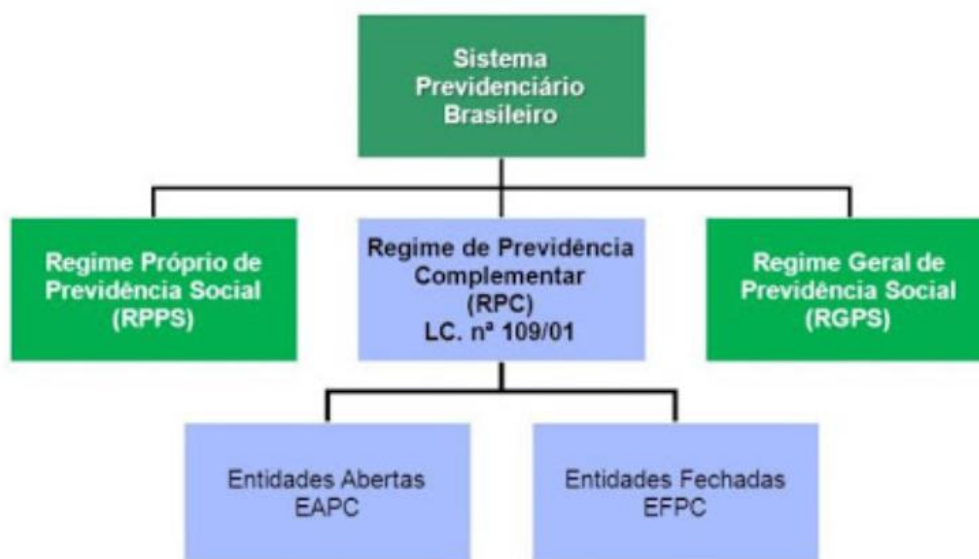 Sistema
Previdenciário
Brasileiro
Regime Próprio de
Previdência Social
(RPPS)
Regime de Previdência
Complementar
(RPC)
LC. nª 109/01
Regime Geral de
Previdência Social
(RGPS)
Entidades Abertas
EAPC
Entidades Fechadas
EFPC